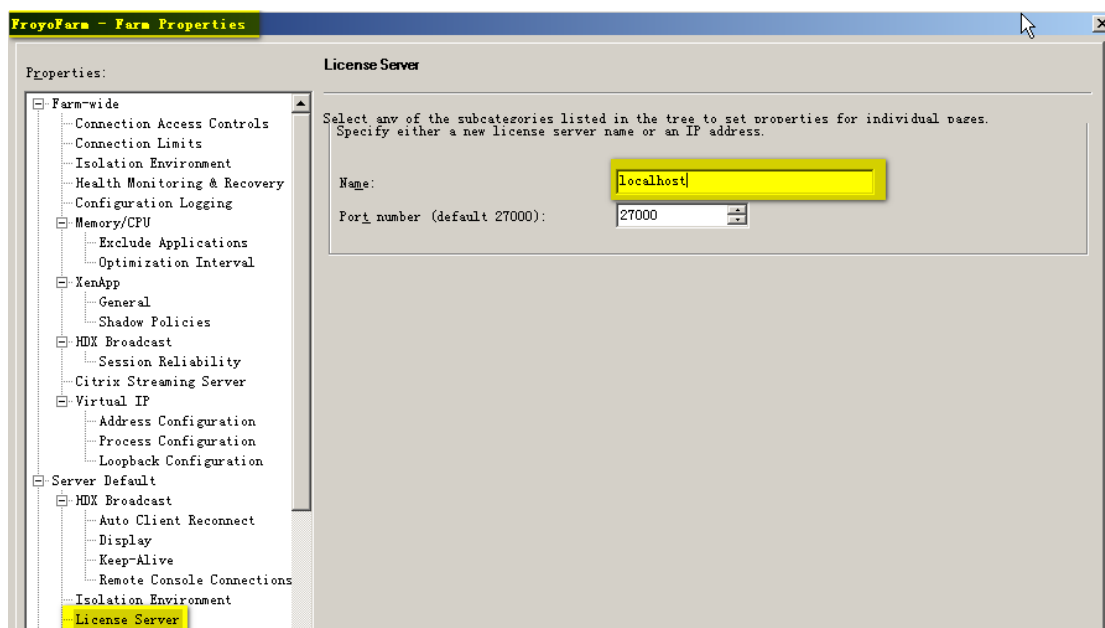 FroyoFarm - Farm Properties
Properties:
Farm-wide
Connection Access Controls
Connection Limits
Isolation Environment
Health Monitoring & Recovery
Configuration Logging
Memory/CPU
Exclude Applications
Optimization Interval
XenApp
General
Shadow Policies
HDX Broadcast
Session Reliability
Citrix Streaming Server
Virtual IP
Address Configuration
Process Configuration
Loopback Configuration
Server Default
HDX Broadcast
Auto Client Reconnect
Display
Keep-Alive
Remote Console Connections
Isolation Environment
License Server
License Server
Select any of the subcategories listed in the tree to set properties for individual pages.
Specify either a new license server name or an IP address.
Name: localhost
Port number (default 27000): 27000